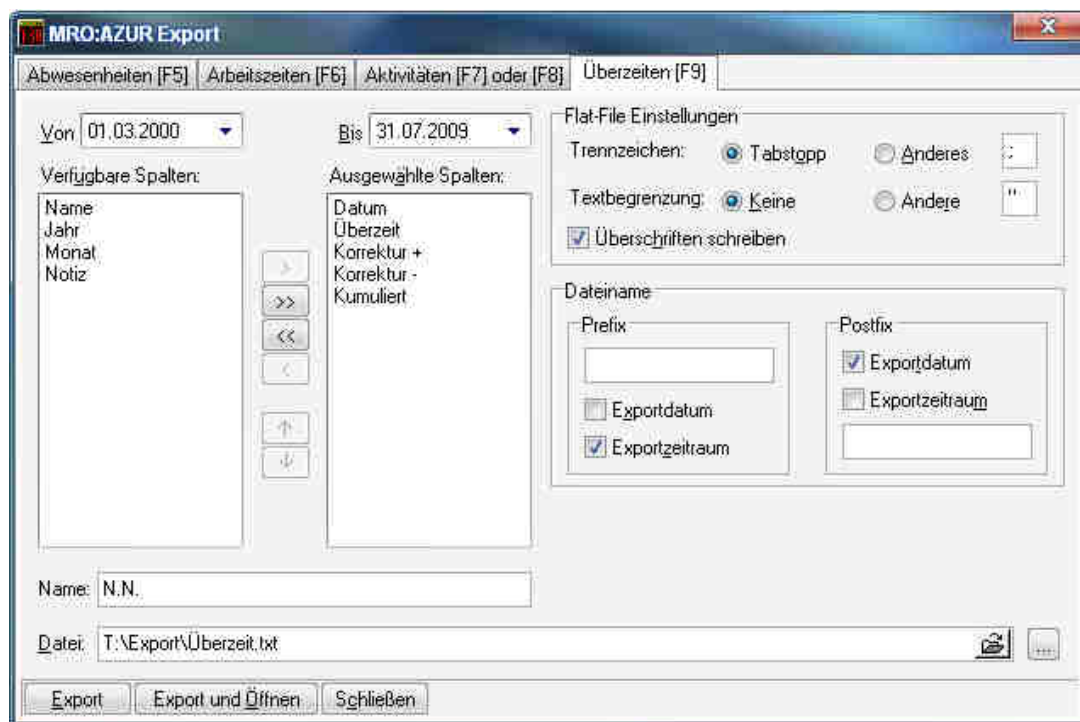 MRO:AZUR Export
Abwesenheiten [F5] Arbeitszeiten [F6] Aktivitäten [F7] oder [F8] Überzeiten [F9]
Von 01.03.2000 Bis 31.07.2009
Verfügbare Spalten: Ausgewählte Spalten:
Name
Jahr
Monat
Notiz
>
>>
<<
<
Datum
Überzeit
Korrektur +
Korrektur -
Kumuliert
Flat-File Einstellungen
Trennzeichen: Tabstopp Anderes ;
Textbegrenzung: Keine Andere "
Überschriften schreiben
Dateiname
Prefix
Exportdatum
Exportzeitraum
Postfix
Exportdatum
Exportzeitraum
Name: N.N.
Datei: T:\Export\Überzeit.txt ...
Export Export und Öffnen Schließen